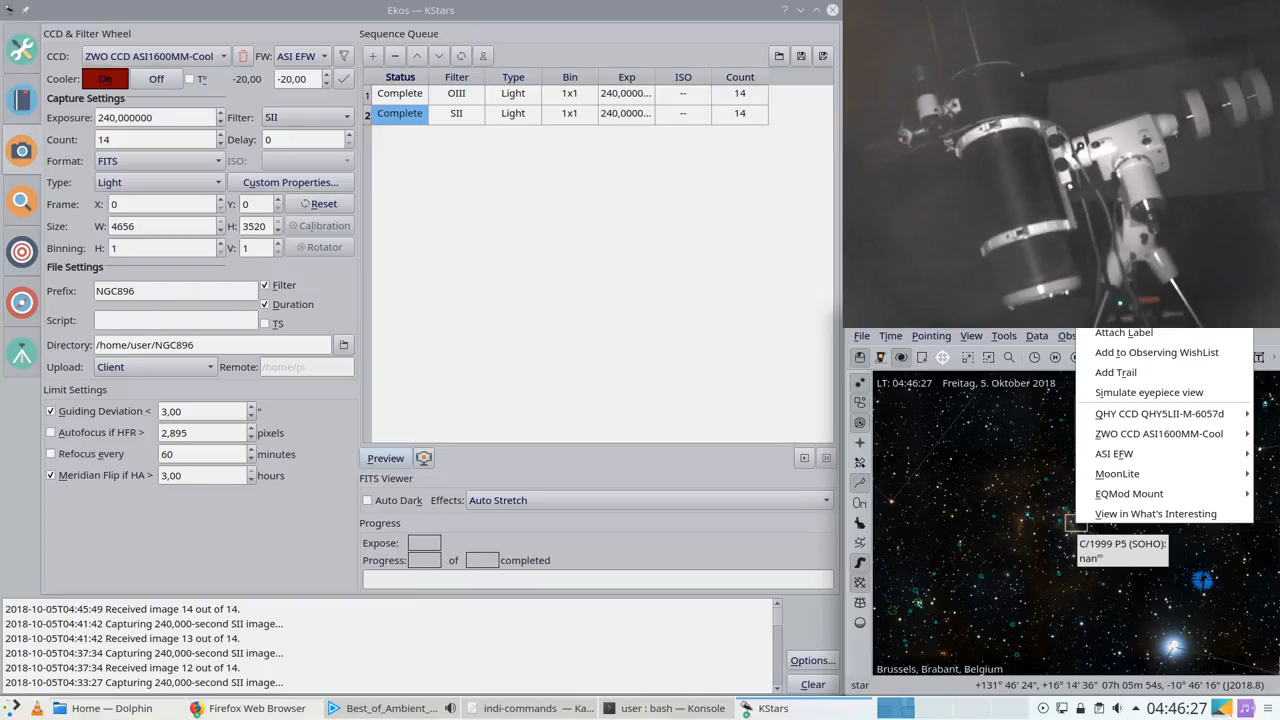 Ekos — KStars
CCD & Filter Wheel
CCD: ZWO CCD ASI1600MM-Cool FW: ASI EFW
Cooler: On Off T° -20,00 -20,00
Capture Settings
Exposure: 240,000000 Filter: SII
Count: 14 Delay: 0
Format: FITS ISO:
Type: Light Custom Properties...
Frame: X: 0 Y: 0 Reset
Size: W: 4656 H: 3520 Calibration
Binning: H: 1 V: 1 Rotator
File Settings
Prefix: NGC896 Filter
Duration
Script: TS
Directory: /home/user/NGC896
Upload: Client Remote: /home/pi
Limit Settings
Guiding Deviation < 3,00 "
Autofocus if HFR > 2,895 pixels
Refocus every 60 minutes
Meridian Flip if HA > 3,00 hours
Sequence Queue
Status Filter Type Bin Exp ISO Count
1 Complete OIII Light 1x1 240,0000... -- 14
2 Complete SII Light 1x1 240,0000... -- 14
Preview
FITS Viewer
Auto Dark Effects: Auto Stretch
Progress
Expose:
Progress: of completed
2018-10-05T04:45:49 Received image 14 out of 14.
2018-10-05T04:41:42 Capturing 240,000-second SII image...
2018-10-05T04:41:42 Received image 13 out of 14.
2018-10-05T04:37:34 Capturing 240,000-second SII image...
2018-10-05T04:37:34 Received image 12 out of 14.
2018-10-05T04:33:27 Capturing 240,000-second SII image...
Options...
Clear
File Time Pointing View Tools Data Obs
LT: 04:46:27 Freitag, 5. Oktober 2018
Attach Label
Add to Observing WishList
Add Trail
Simulate eyepiece view
QHY CCD QHY5LII-M-6057d
ZWO CCD ASI1600MM-Cool
ASI EFW
MoonLite
EQMod Mount
View in What's Interesting
C/1999 P5 (SOHO):
nanᵐ
Brussels, Brabant, Belgium
star +131° 46' 24", +16° 14' 36" 07h 05m 54s, -10° 46' 16" (J2018.8)
Home — Dolphin Firefox Web Browser Best_of_Ambient_... indi-commands — Ka... user : bash — Konsole KStars 04:46:27